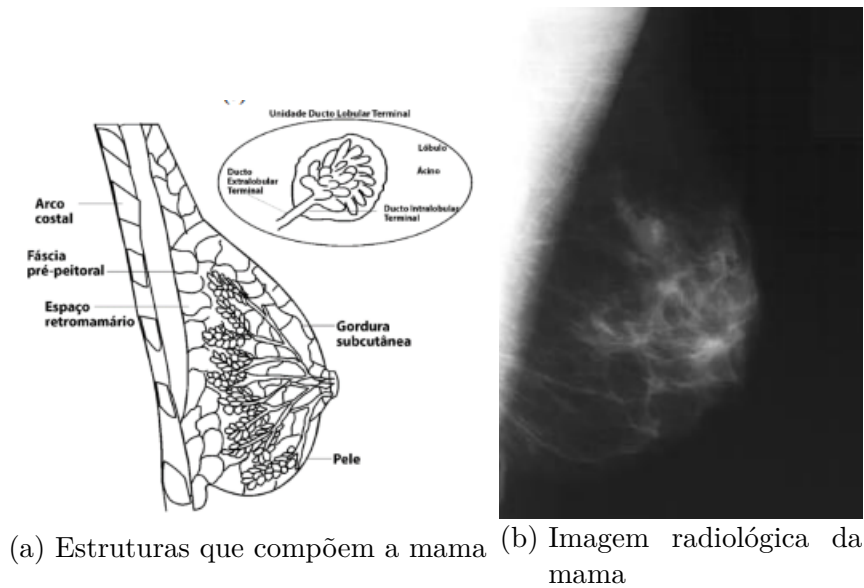 Unidade Ducto Lobular Terminal
Lóbulo
Ácino
Ducto
Extralobular
Terminal
Ducto Intralobular
Terminal
Arco
costal
Fáscia
pré-peitoral
Espaço
retromamário
Gordura
subcutânea
Pele
(a) Estruturas que compõem a mama
(b) Imagem radiológica da
mama